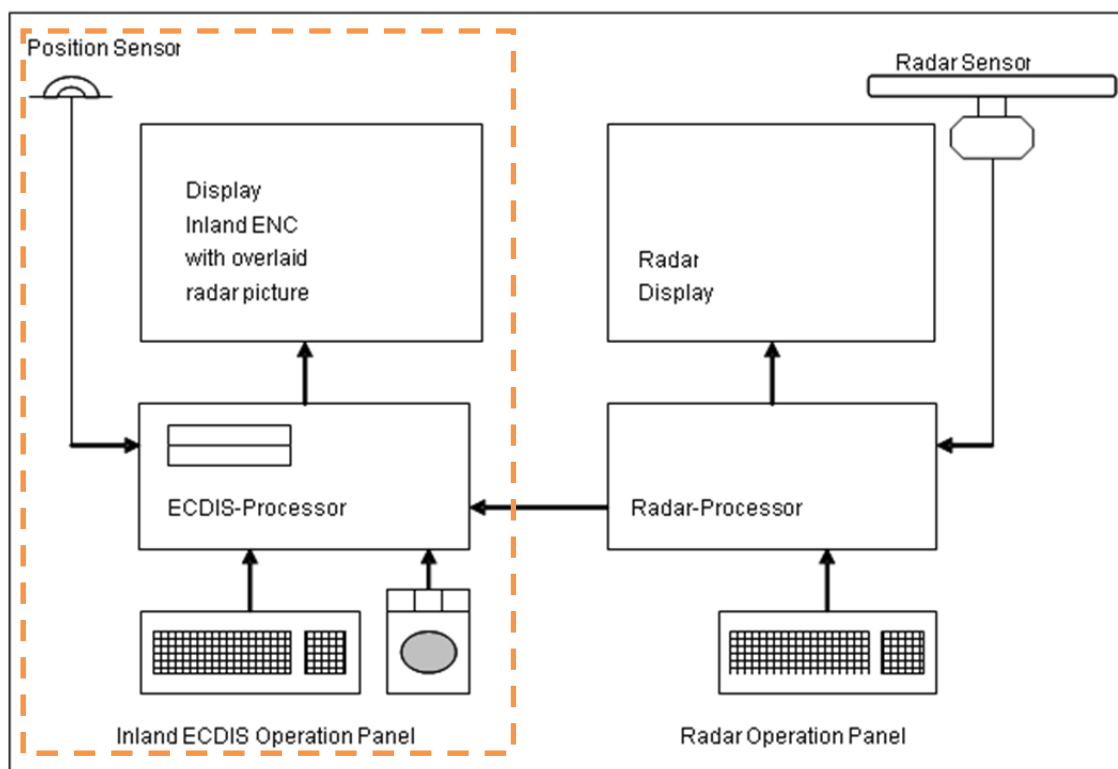 Position Sensor
Radar Sensor
Display
Inland ENC
with overlaid
radar picture
Radar
Display
ECDIS-Processor
Radar-Processor
Inland ECDIS Operation Panel
Radar Operation Panel